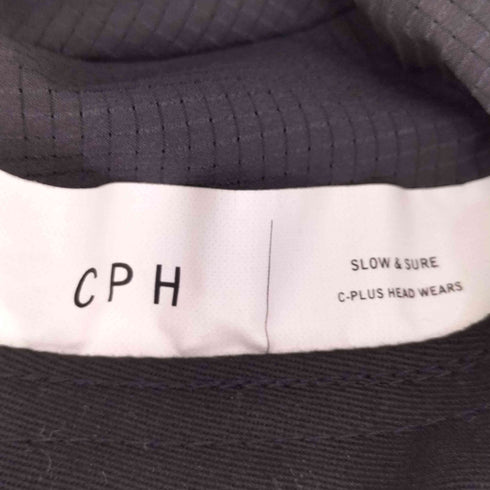 CPH
SLOW & SURE
C-PLUS HEAD WEARS